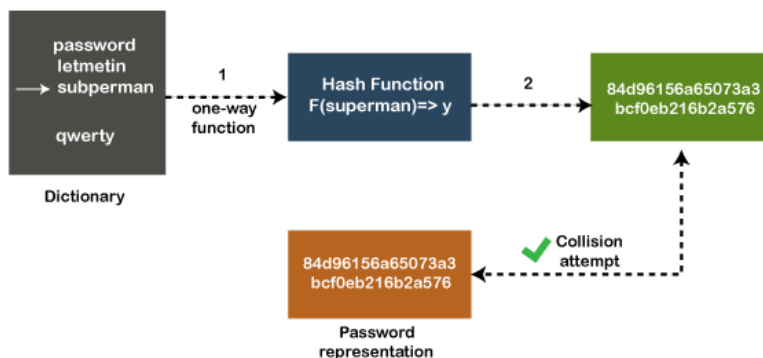 password
letmetin
subperman
qwerty
Dictionary
1
one-way
function
Hash Function
F(superman)=> y
2
84d96156a65073a3
bcf0eb216b2a576
Collision
attempt
84d96156a65073a3
bcf0eb216b2a576
Password
representation